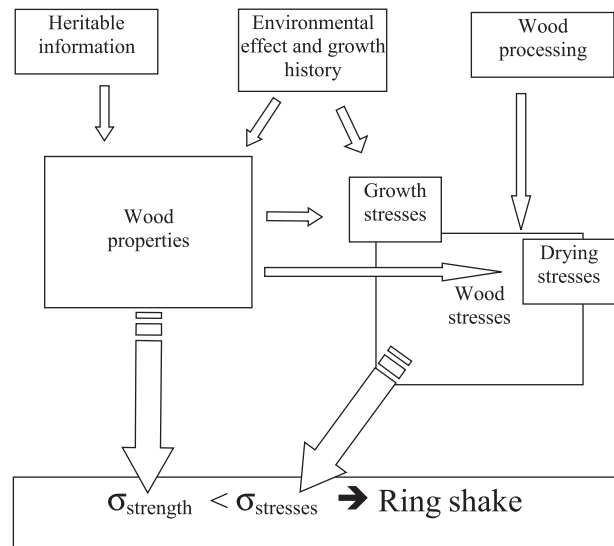 Heritable
information
Environmental
effect and growth
history
Wood
processing
Wood
properties
Growth
stresses
Drying
stresses
Wood
stresses
σstrength < σstresses ➔ Ring shake